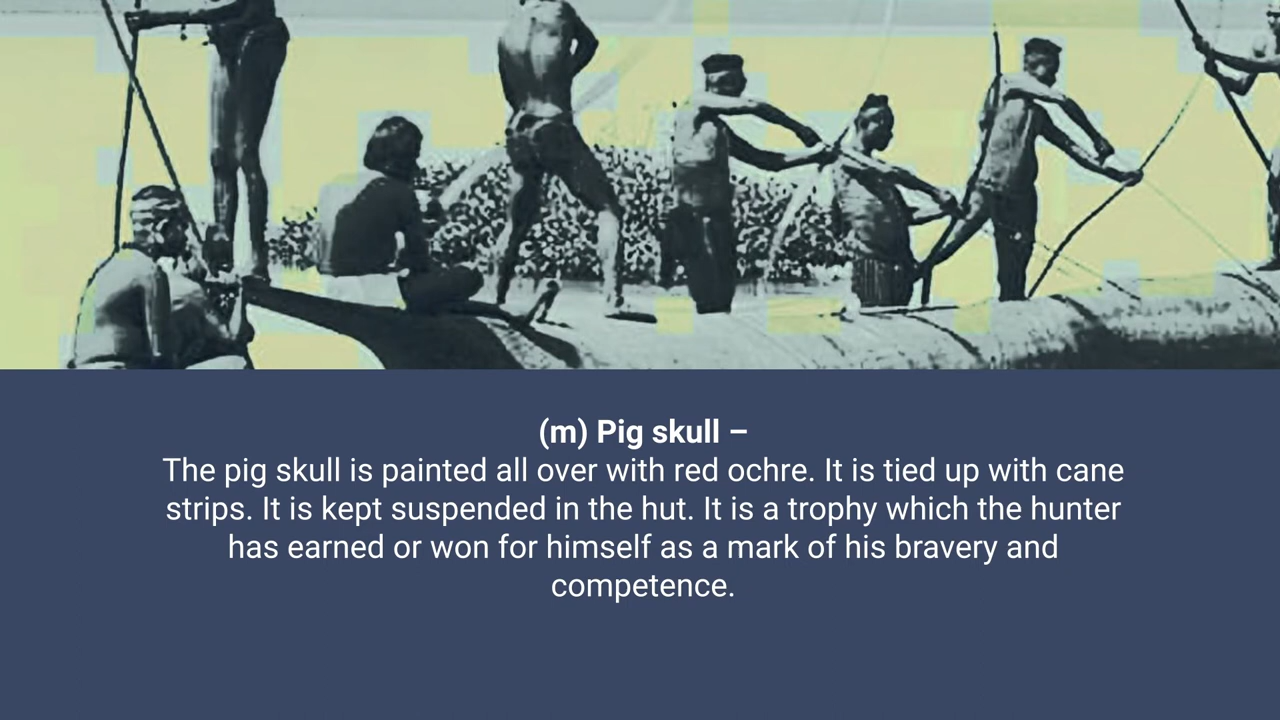 (m) Pig skull –
The pig skull is painted all over with red ochre. It is tied up with cane
strips. It is kept suspended in the hut. It is a trophy which the hunter
has earned or won for himself as a mark of his bravery and
competence.